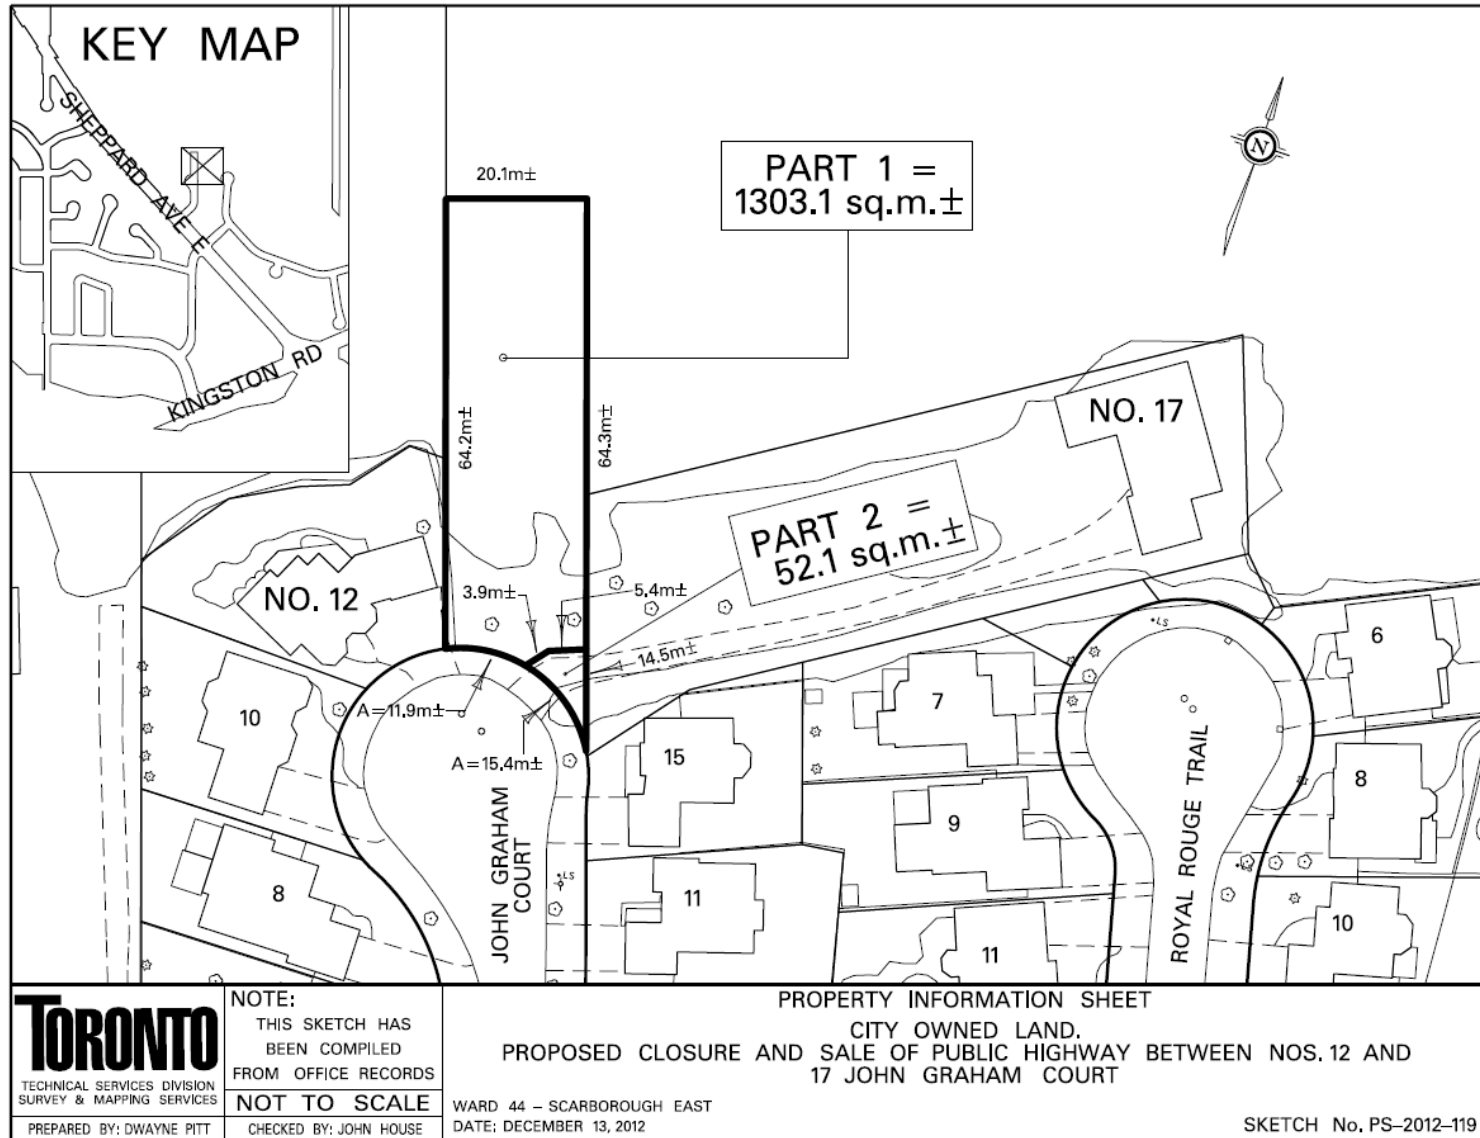 KEY MAP
SHEPPARD AVE E
KINGSTON RD
20.1m±
PART 1 =
1303.1 sq.m.±
N
64.2m±
64.3m±
NO. 17
PART 2 =
52.1 sq.m.±
NO. 12
3.9m±
5.4m±
14.5m±
A=11.9m±
A=15.4m±
LS
6
7
10
15
8
9
8
11
LS
LS
11
10
JOHN GRAHAM
COURT
ROYAL ROUGE TRAIL
TORONTO
TECHNICAL SERVICES DIVISION
SURVEY & MAPPING SERVICES
PREPARED BY: DWAYNE PITT
NOTE:
THIS SKETCH HAS
BEEN COMPILED
FROM OFFICE RECORDS
NOT TO SCALE
CHECKED BY: JOHN HOUSE
PROPERTY INFORMATION SHEET
CITY OWNED LAND.
PROPOSED CLOSURE AND SALE OF PUBLIC HIGHWAY BETWEEN NOS. 12 AND
17 JOHN GRAHAM COURT
WARD 44 – SCARBOROUGH EAST
DATE: DECEMBER 13, 2012
SKETCH No. PS–2012–119